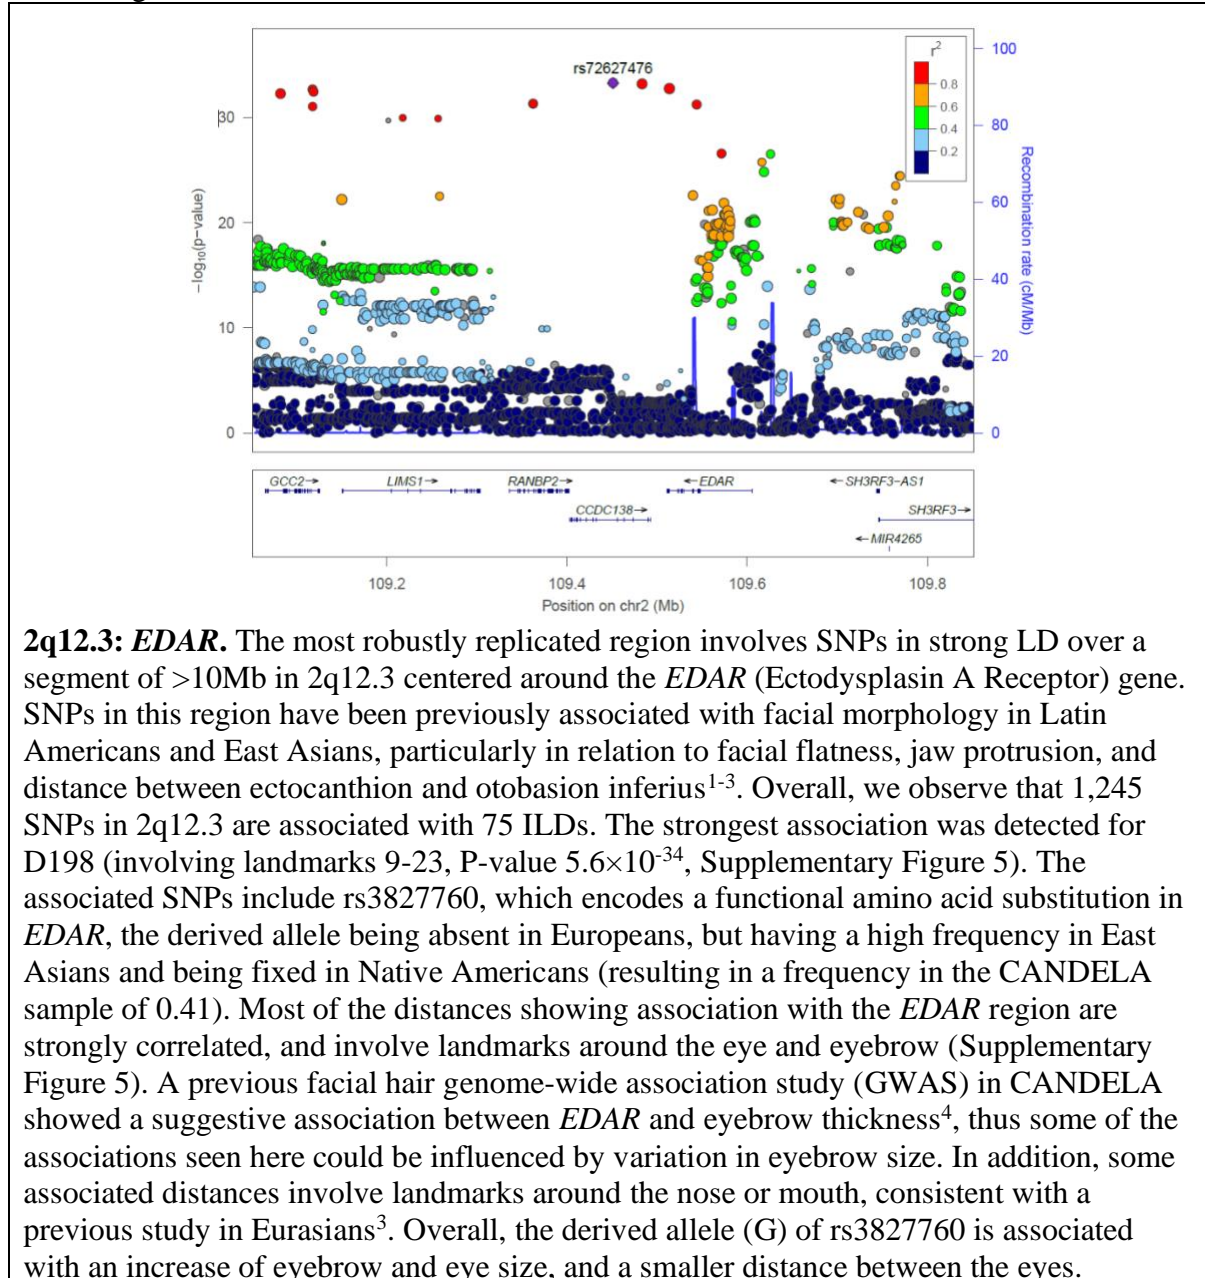 rs72627476
r2
0.8
0.6
0.4
0.2
30
20
10
0
−log10(p−value)
100
80
60
40
20
0
Recombination rate (cM/Mb)
GCC2→
LIMS1→
RANBP2→
←EDAR
←SH3RF3−AS1
CCDC138→
SH3RF3→
←MIR4265
109.2
109.4
109.6
109.8
Position on chr2 (Mb)
2q12.3: EDAR. The most robustly replicated region involves SNPs in strong LD over a
segment of >10Mb in 2q12.3 centered around the EDAR (Ectodysplasin A Receptor) gene.
SNPs in this region have been previously associated with facial morphology in Latin
Americans and East Asians, particularly in relation to facial flatness, jaw protrusion, and
distance between ectocanthion and otobasion inferius1-3. Overall, we observe that 1,245
SNPs in 2q12.3 are associated with 75 ILDs. The strongest association was detected for
D198 (involving landmarks 9-23, P-value 5.6×10-34, Supplementary Figure 5). The
associated SNPs include rs3827760, which encodes a functional amino acid substitution in
EDAR, the derived allele being absent in Europeans, but having a high frequency in East
Asians and being fixed in Native Americans (resulting in a frequency in the CANDELA
sample of 0.41). Most of the distances showing association with the EDAR region are
strongly correlated, and involve landmarks around the eye and eyebrow (Supplementary
Figure 5). A previous facial hair genome-wide association study (GWAS) in CANDELA
showed a suggestive association between EDAR and eyebrow thickness4, thus some of the
associations seen here could be influenced by variation in eyebrow size. In addition, some
associated distances involve landmarks around the nose or mouth, consistent with a
previous study in Eurasians3. Overall, the derived allele (G) of rs3827760 is associated
with an increase of eyebrow and eye size, and a smaller distance between the eyes.